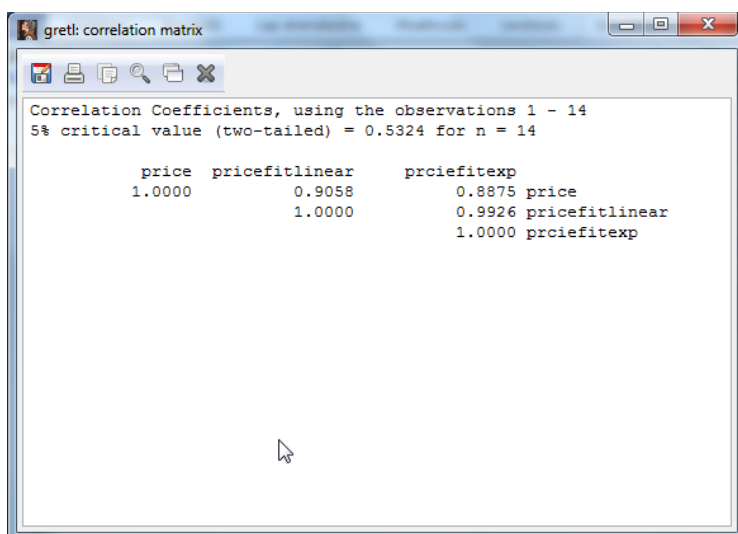 gretl: correlation matrix
Correlation Coefficients, using the observations 1 - 14
5% critical value (two-tailed) = 0.5324 for n = 14
price pricefitlinear prciefitexp
1.0000 0.9058 0.8875 price
1.0000 0.9926 pricefitlinear
1.0000 prciefitexp